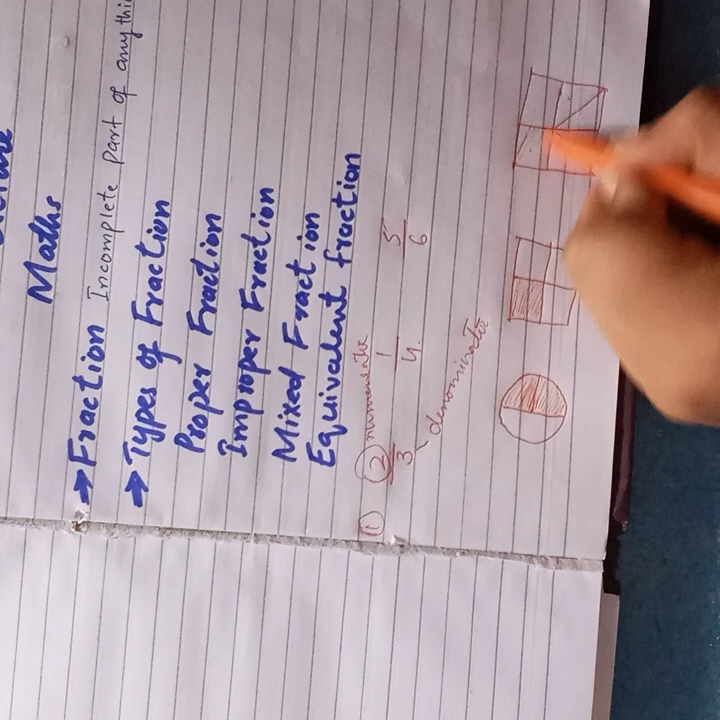 Maths
→ Fraction Incomplete part of any
→ Types of Fraction
Proper Fraction
Improper Fraction
Mixed Fraction
Equivalent fraction
(1) 2 numerator 1 5
3 denominator 4 6